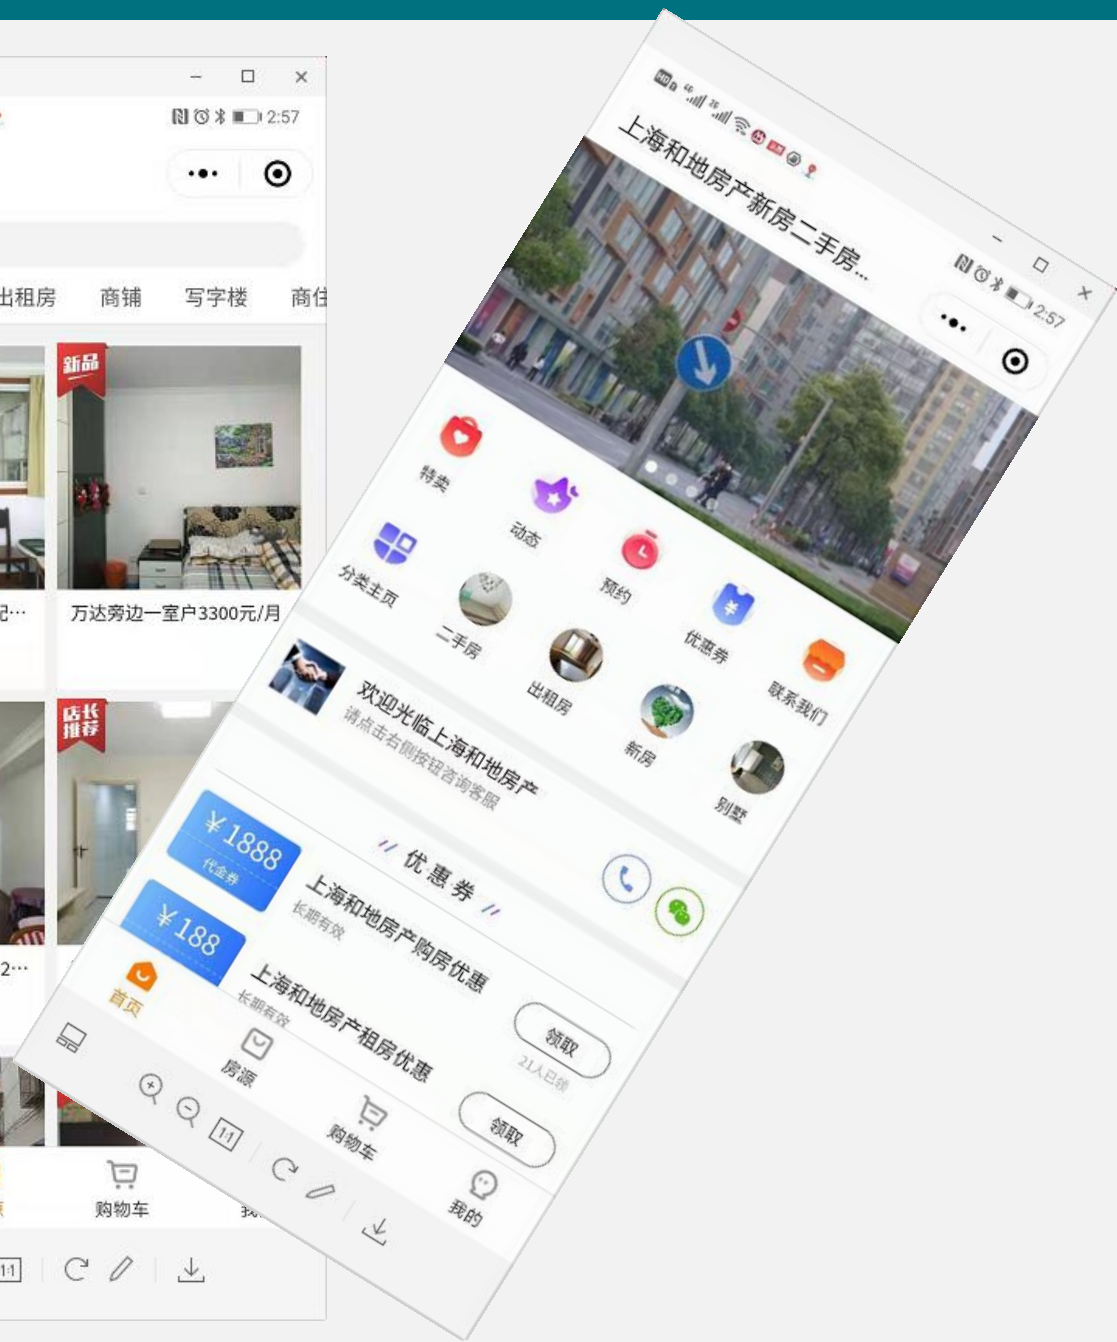 2:57
出租房 商铺 写字楼 商住
新品
万达旁边一室户3300元/月
店长
推荐
2…
购物车
1:1
2:57
上海和地房产新房二手房...
特卖
动态
预约
优惠券
联系我们
分类主页
二手房
出租房
新房
别墅
欢迎光临上海和地房产
请点击右侧按钮咨询客服
优惠券
¥1888
代金券
上海和地房产购房优惠
长期有效
领取
21人已领
¥188
上海和地房产租房优惠
长期有效
领取
首页
房源
购物车
我的
1:1